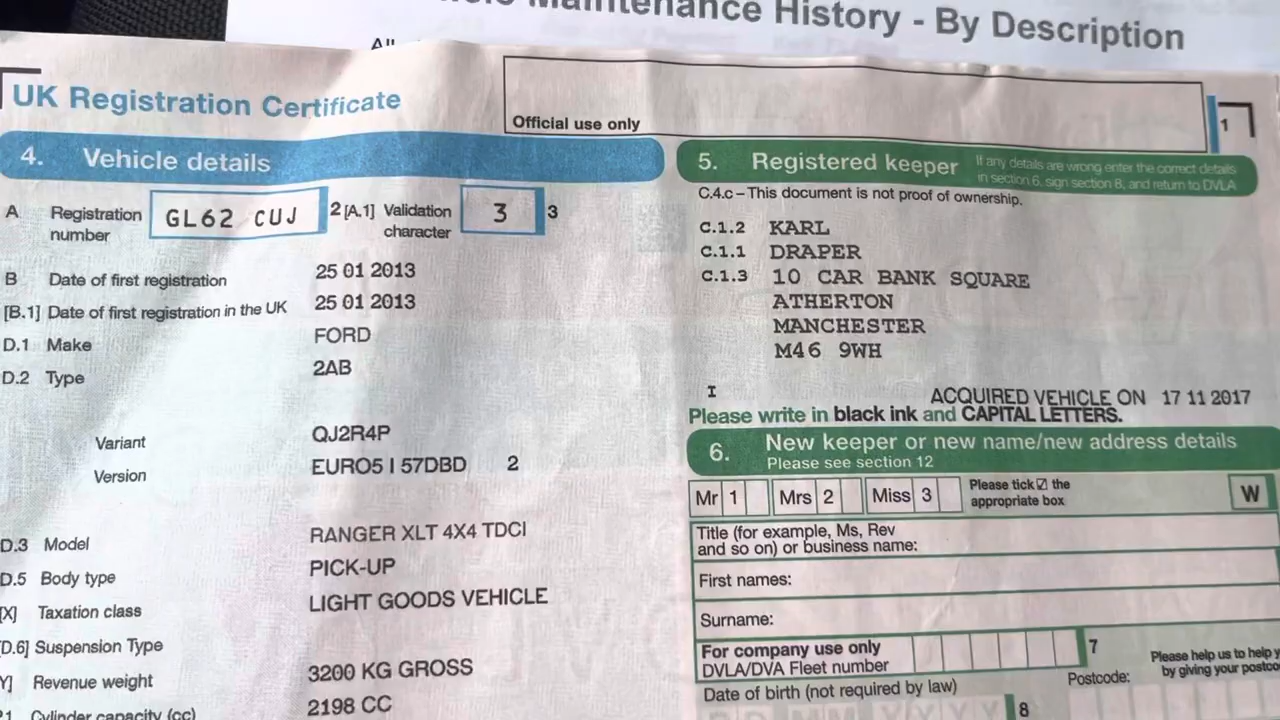 Maintenance History - By Description
UK Registration Certificate
Official use only
1
4. Vehicle details
A Registration number GL62 CUJ 2 [A.1] Validation character 3 3
B Date of first registration 25 01 2013
[B.1] Date of first registration in the UK 25 01 2013
D.1 Make FORD
D.2 Type 2AB
Variant QJ2R4P
Version EURO5 I 57DBD 2
D.3 Model RANGER XLT 4X4 TDCI
D.5 Body type PICK-UP
[X] Taxation class LIGHT GOODS VEHICLE
[D.6] Suspension Type
Y] Revenue weight 3200 KG GROSS
Cylinder capacity (cc) 2198 CC
5. Registered keeper
If any details are wrong enter the correct details
in section 6, sign section 8, and return to DVLA
C.4.c – This document is not proof of ownership.
C.1.2 KARL
C.1.1 DRAPER
C.1.3 10 CAR BANK SQUARE
ATHERTON
MANCHESTER
M46 9WH
I ACQUIRED VEHICLE ON 17 11 2017
Please write in black ink and CAPITAL LETTERS.
6. New keeper or new name/new address details
Please see section 12
Mr 1 Mrs 2 Miss 3 Please tick ☑ the
appropriate box
W
Title (for example, Ms, Rev
and so on) or business name:
First names:
Surname:
For company use only
DVLA/DVA Fleet number 7
Please help us to help
by giving your
Postcode:
Date of birth (not required by law)
8